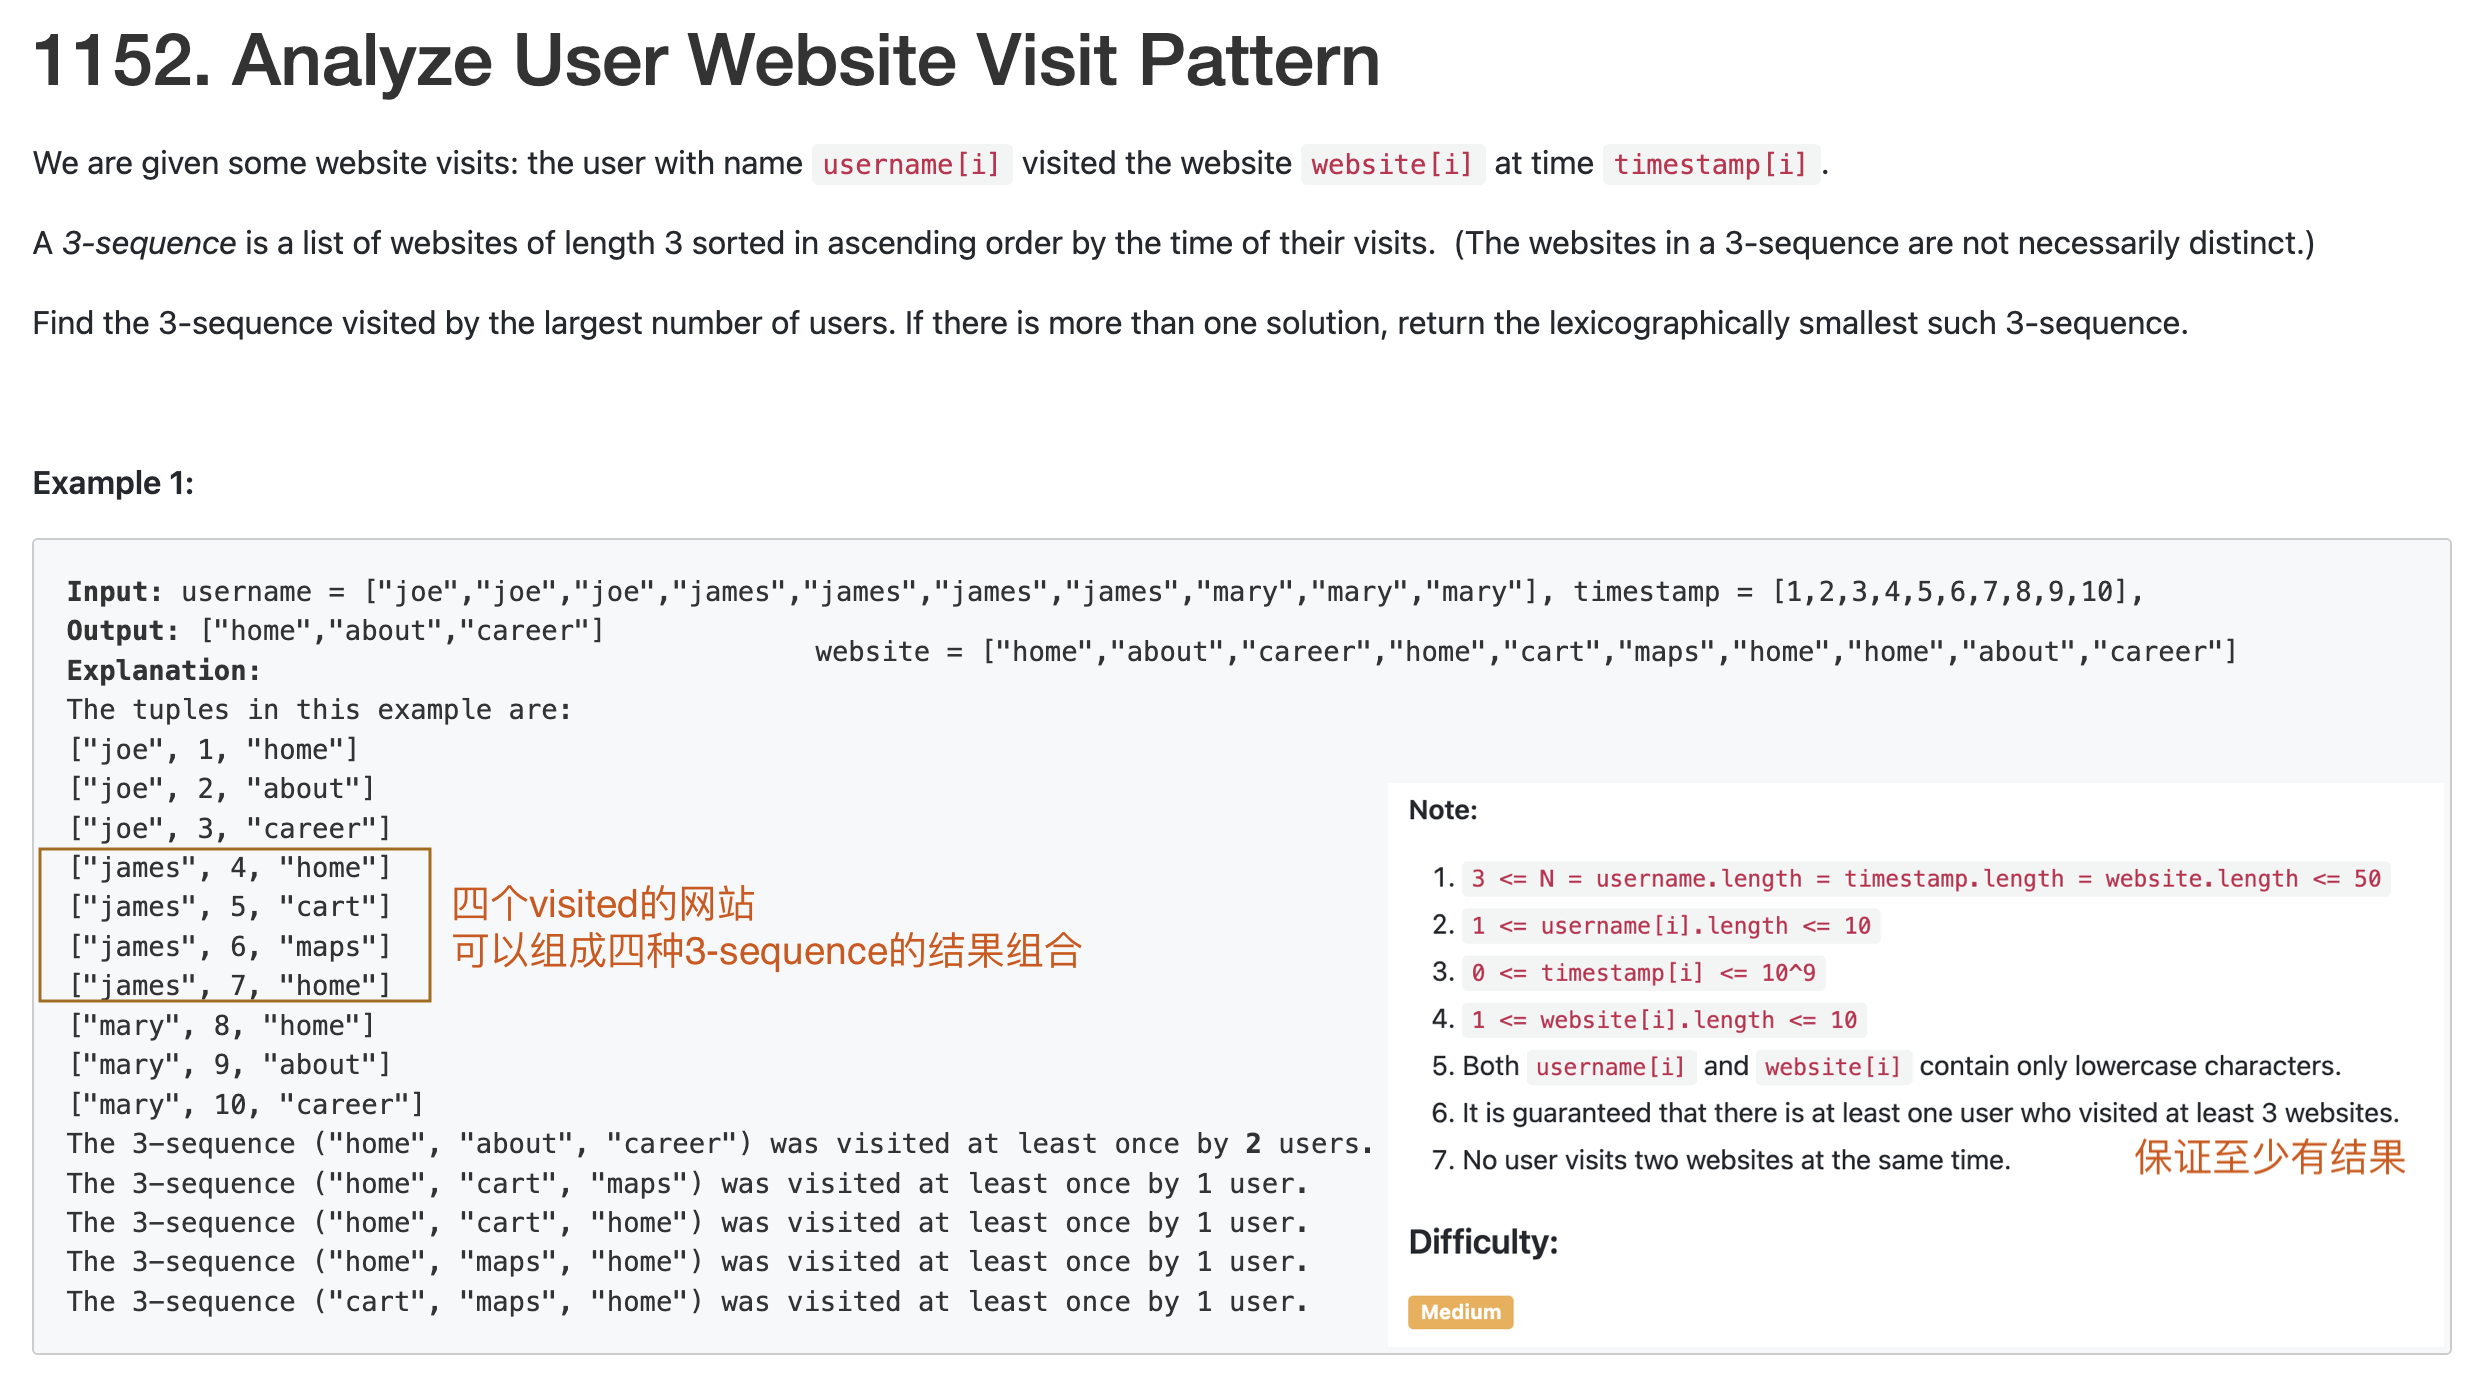 1152. Analyze User Website Visit Pattern
We are given some website visits: the user with name username[i] visited the website website[i] at time timestamp[i].
A 3-sequence is a list of websites of length 3 sorted in ascending order by the time of their visits. (The websites in a 3-sequence are not necessarily distinct.)
Find the 3-sequence visited by the largest number of users. If there is more than one solution, return the lexicographically smallest such 3-sequence.
Example 1:
Input: username = ["joe","joe","joe","james","james","james","james","mary","mary","mary"], timestamp = [1,2,3,4,5,6,7,8,9,10],
website = ["home","about","career","home","cart","maps","home","home","about","career"]
Output: ["home","about","career"]
Explanation:
The tuples in this example are:
["joe", 1, "home"]
["joe", 2, "about"]
["joe", 3, "career"]
["james", 4, "home"]
["james", 5, "cart"]
["james", 6, "maps"]
["james", 7, "home"]
四个visited的网站
可以组成四种3-sequence的结果组合
["mary", 8, "home"]
["mary", 9, "about"]
["mary", 10, "career"]
The 3-sequence ("home", "about", "career") was visited at least once by 2 users.
The 3-sequence ("home", "cart", "maps") was visited at least once by 1 user.
The 3-sequence ("home", "cart", "home") was visited at least once by 1 user.
The 3-sequence ("home", "maps", "home") was visited at least once by 1 user.
The 3-sequence ("cart", "maps", "home") was visited at least once by 1 user.
Note:
1. 3 <= N = username.length = timestamp.length = website.length <= 50
2. 1 <= username[i].length <= 10
3. 0 <= timestamp[i] <= 10^9
4. 1 <= website[i].length <= 10
5. Both username[i] and website[i] contain only lowercase characters.
6. It is guaranteed that there is at least one user who visited at least 3 websites.
7. No user visits two websites at the same time.
保证至少有结果
Difficulty:
Medium